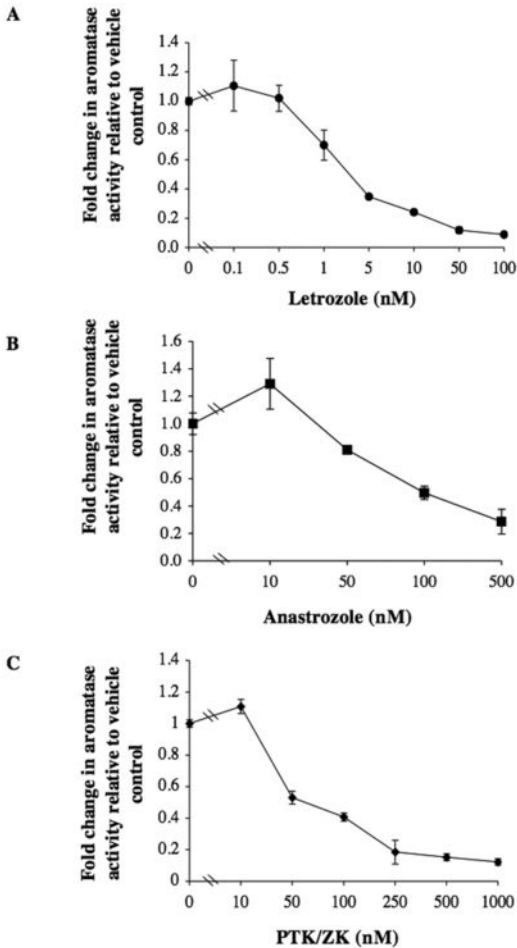 A
Fold change in aromatase
activity relative to vehicle
control
1.4
1.2
1.0
0.8
0.6
0.4
0.2
0.0
0 0.1 0.5 1 5 10 50 100
Letrozole (nM)
B
Fold change in aromatase
activity relative to vehicle
control
1.6
1.4
1.2
1.0
0.8
0.6
0.4
0.2
0.0
0 10 50 100 500
Anastrozole (nM)
C
Fold change in aromatase
activity relative to vehicle
control
1.4
1.2
1
0.8
0.6
0.4
0.2
0
0 10 50 100 250 500 1000
PTK/ZK (nM)